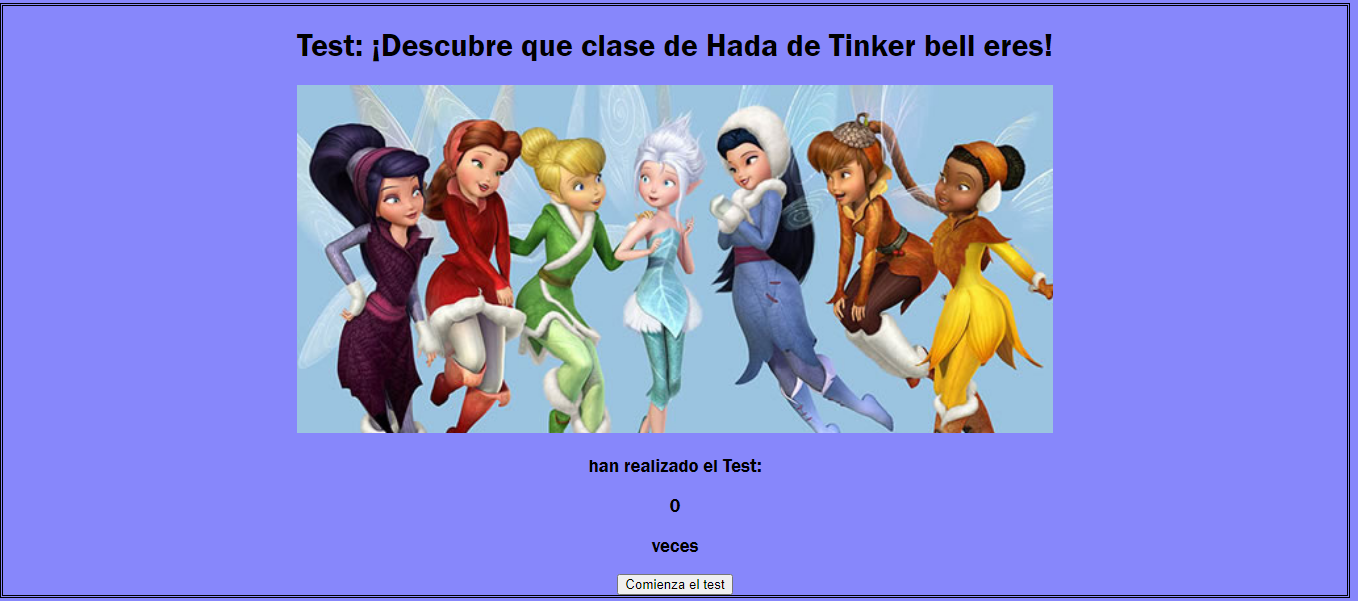 Test: ¡Descubre que clase de Hada de Tinker bell eres!
han realizado el Test:
0
veces
Comienza el test